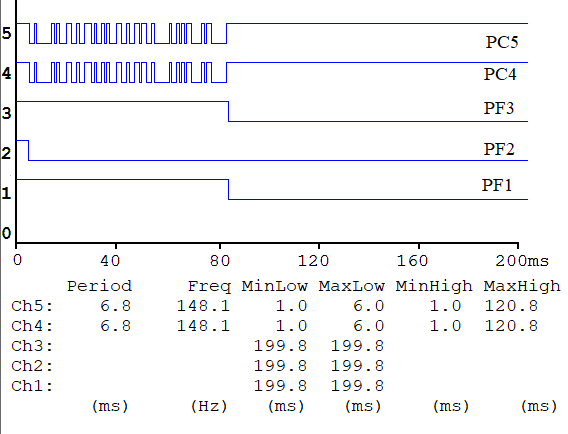 5 PC5
4 PC4
3 PF3
2 PF2
1 PF1
0
0 40 80 120 160 200ms
Period Freq MinLow MaxLow MinHigh MaxHigh
Ch5: 6.8 148.1 1.0 6.0 1.0 120.8
Ch4: 6.8 148.1 1.0 6.0 1.0 120.8
Ch3: 199.8 199.8
Ch2: 199.8 199.8
Ch1: 199.8 199.8
(ms) (Hz) (ms) (ms) (ms) (ms)